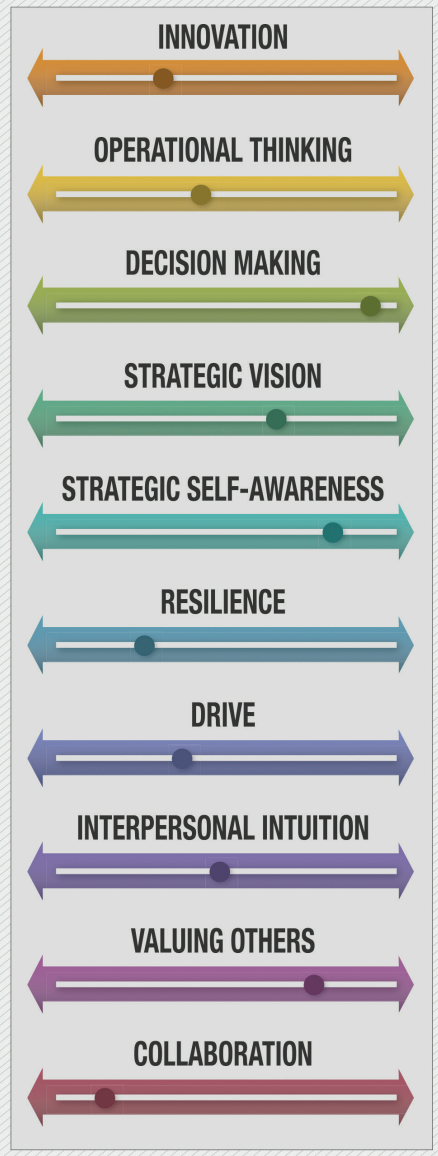 INNOVATION
OPERATIONAL THINKING
DECISION MAKING
STRATEGIC VISION
STRATEGIC SELF-AWARENESS
RESILIENCE
DRIVE
INTERPERSONAL INTUITION
VALUING OTHERS
COLLABORATION